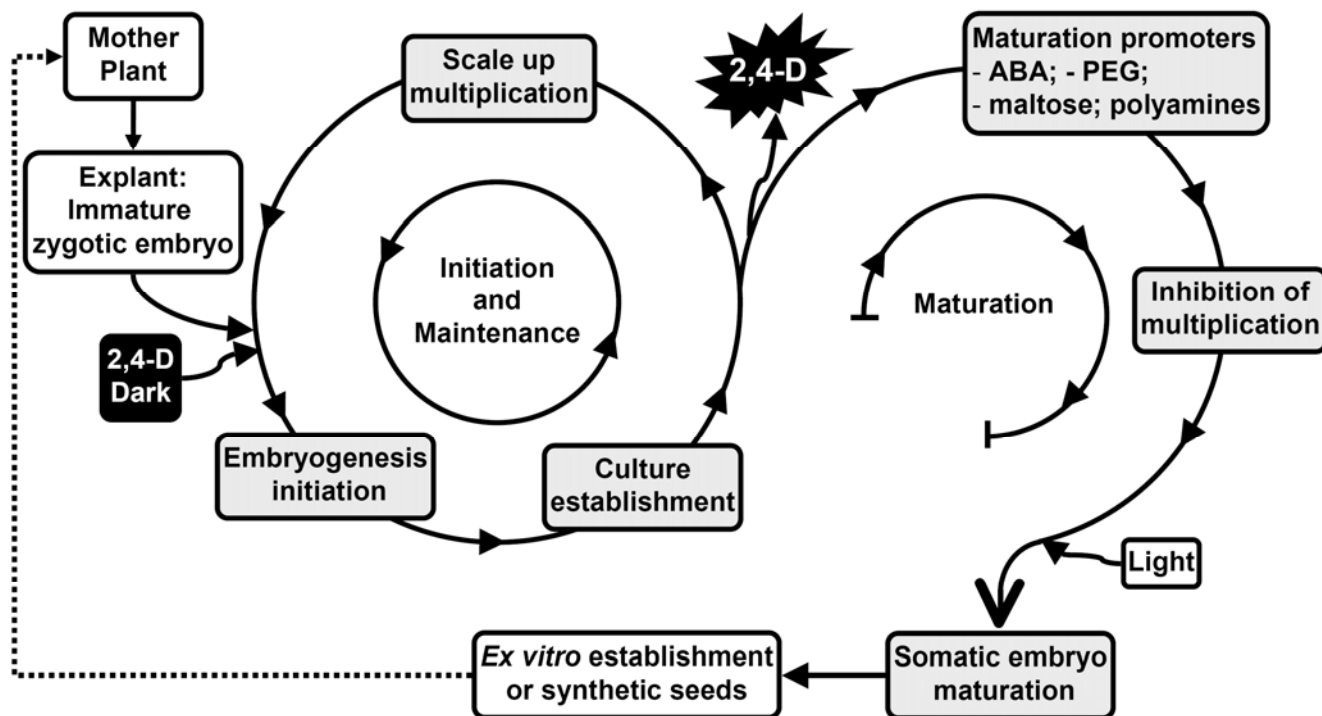 Mother
Plant
Explant:
Immature
zygotic embryo
2,4-D
Dark
Scale up
multiplication
Initiation
and
Maintenance
Embryogenesis
initiation
Culture
establishment
2,4-D
Maturation promoters
- ABA; - PEG;
- maltose; polyamines
Maturation
Inhibition of
multiplication
Light
Somatic embryo
maturation
Ex vitro establishment
or synthetic seeds